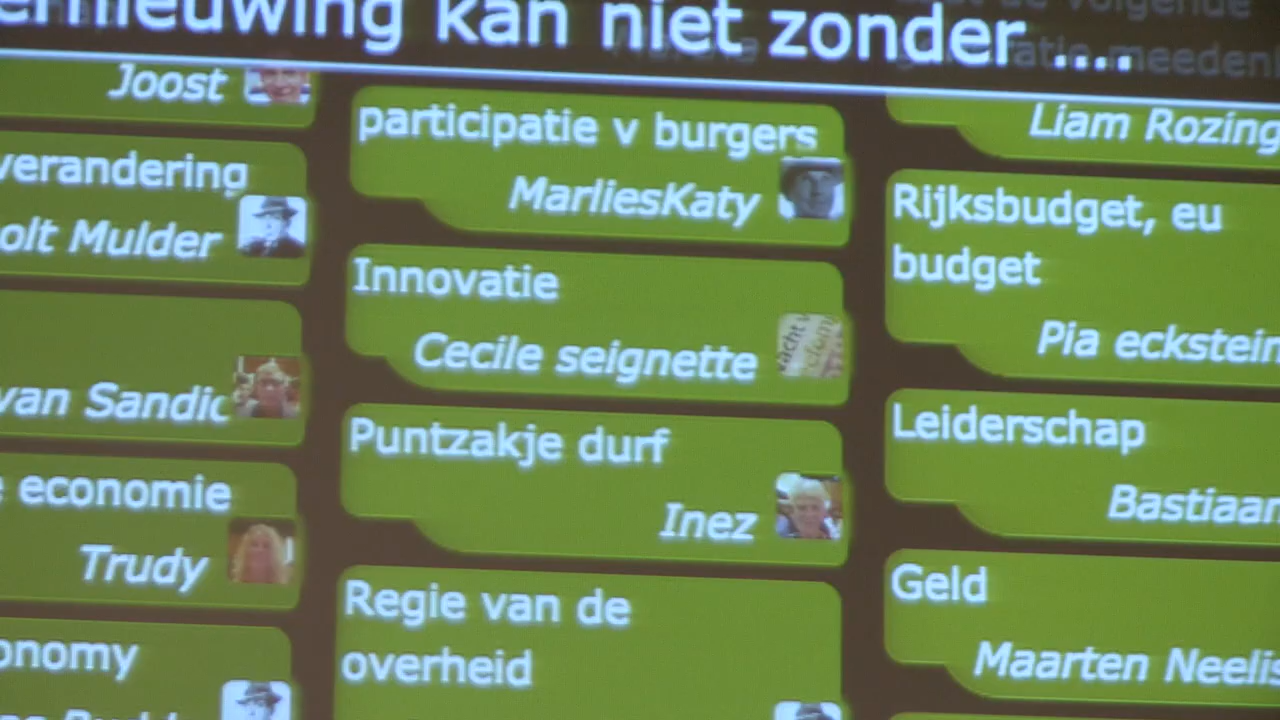 ernieuwing kan niet zonder ....
Joost
verandering
olt Mulder
van Sandic
economie
Trudy
onomy
participatie v burgers
MarliesKaty
Innovatie
Cecile seignette
Puntzakje durf
Inez
Regie van de
overheid
Liam Rozing
Rijksbudget, eu
budget
Pia eckstein
Leiderschap
Bastiaan
Geld
Maarten Neelis